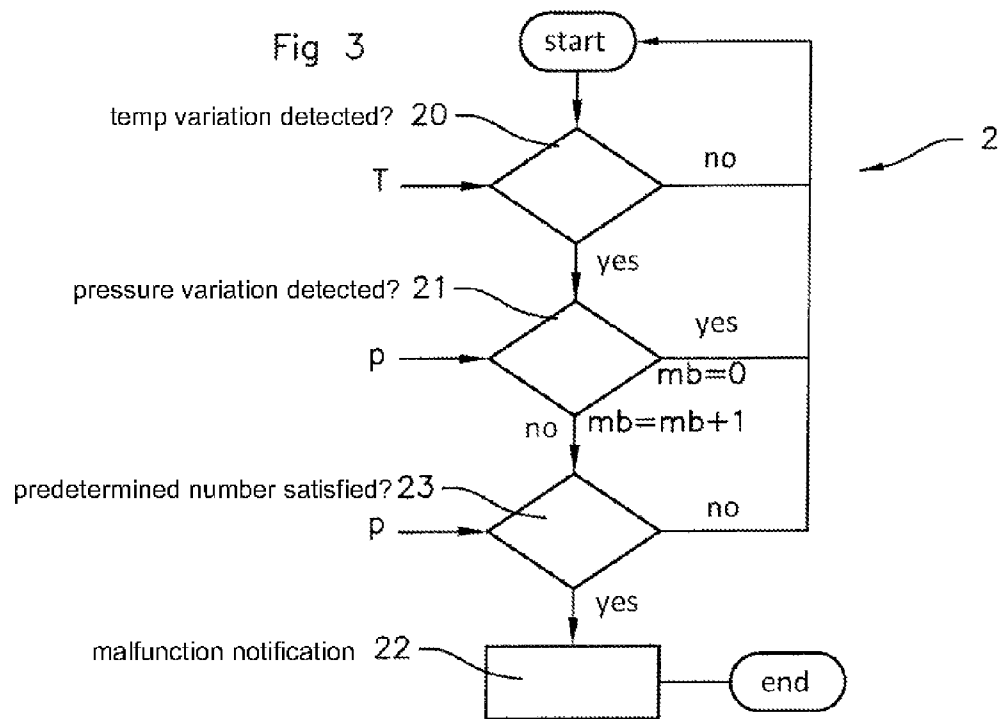 Fig 3
start
temp variation detected? 20
no
2
T
yes
pressure variation detected? 21
yes
p
mb=0
no mb=mb+1
predetermined number satisfied? 23
no
p
yes
malfunction notification 22
end